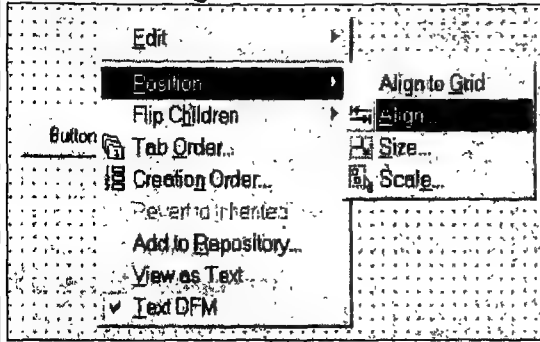 Edit
Position
Flip Children
Button
Tab Order...
Creation Order...
Revert to Inherited
Add to Repository...
View as Text
Text DFM
Align to Grid
Align...
Size...
Scale...